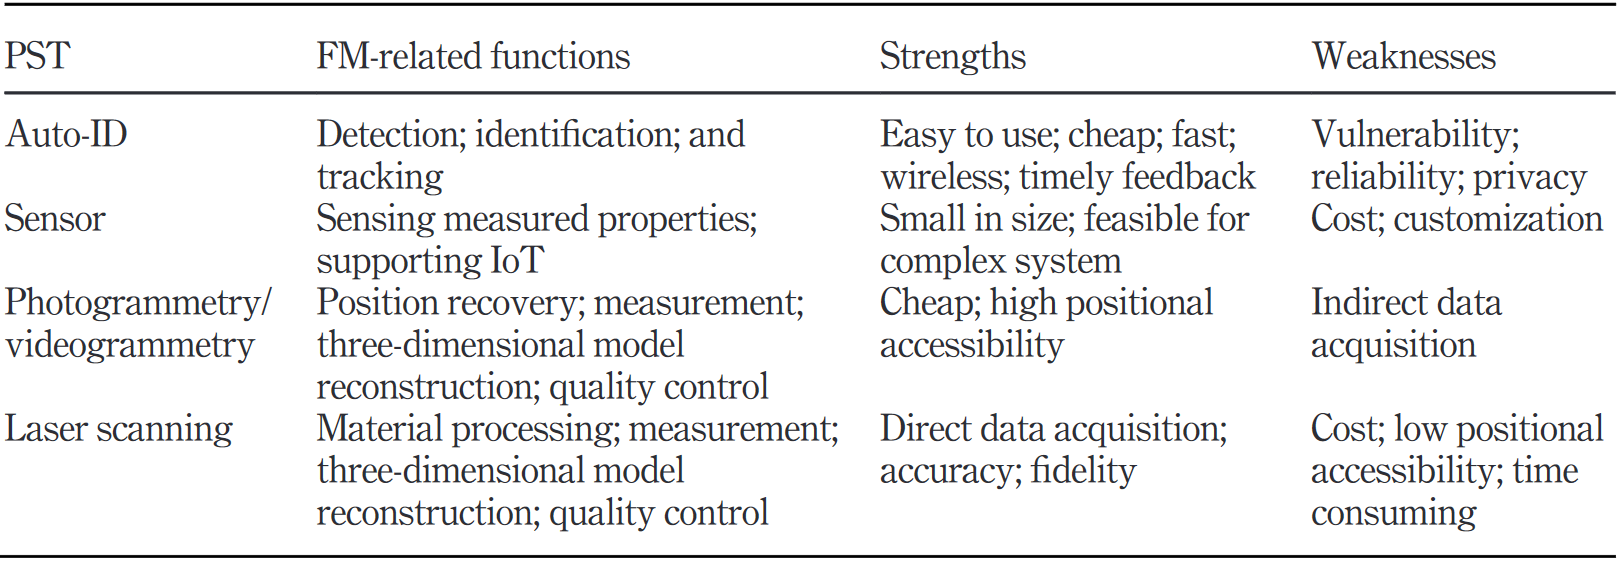 PST FM-related functions Strengths Weaknesses
Auto-ID Detection; identification; and Easy to use; cheap; fast; Vulnerability;
tracking wireless; timely feedback reliability; privacy
Sensor Sensing measured properties; Small in size; feasible for Cost; customization
supporting IoT complex system
Photogrammetry/ Position recovery; measurement; Cheap; high positional Indirect data
videogrammetry three-dimensional model accessibility acquisition
reconstruction; quality control
Laser scanning Material processing; measurement; Direct data acquisition; Cost; low positional
three-dimensional model accuracy; fidelity accessibility; time
reconstruction; quality control consuming